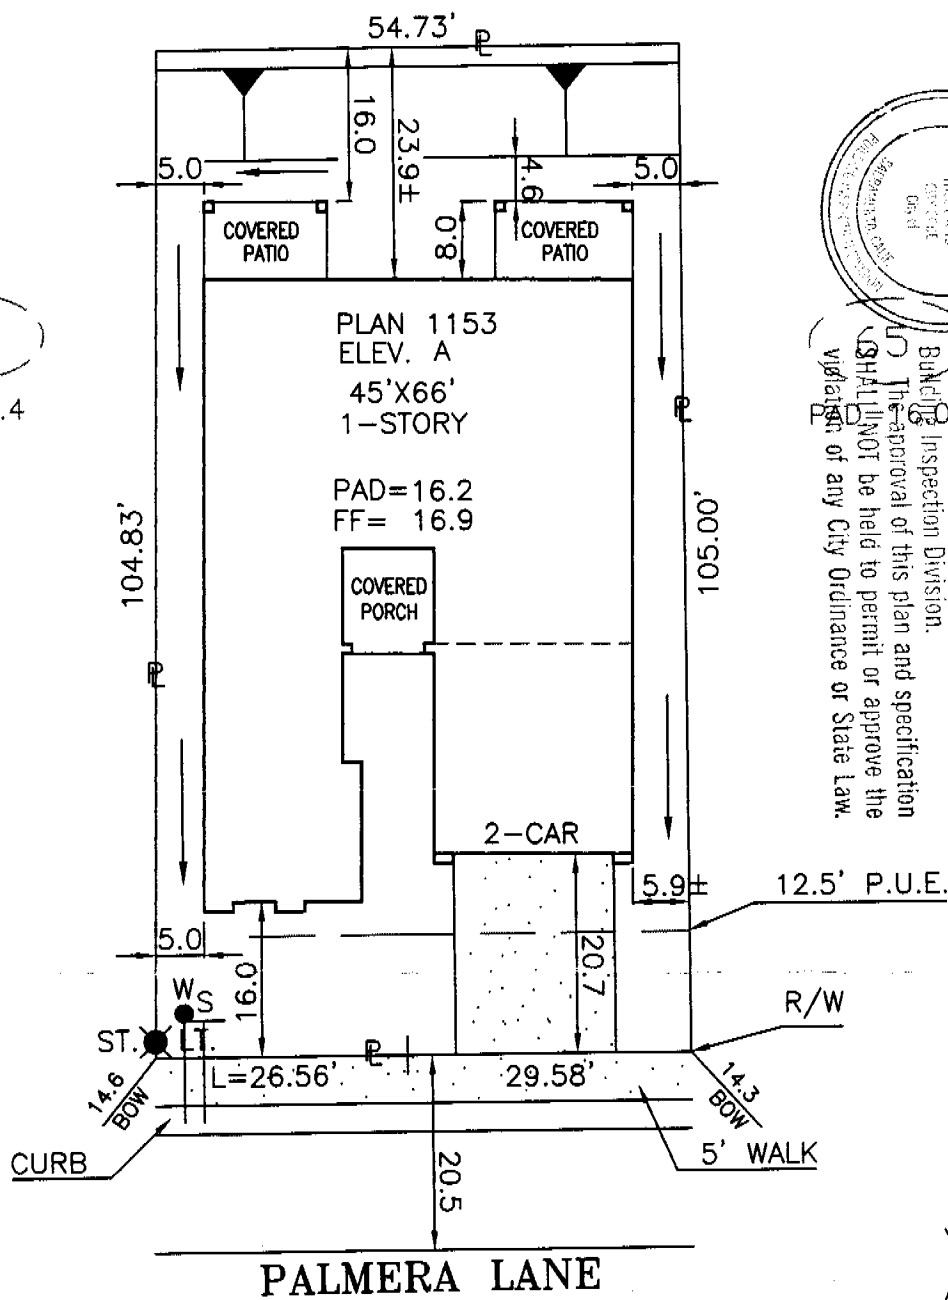 54.73'
16.0
23.9±
5.0
4.6
5.0
8.0
COVERED
PATIO
COVERED
PATIO
PLAN 1153
ELEV. A
45'X66'
1-STORY
PAD=16.2
FF= 16.9
.4
104.83'
105.00'
COVERED
PORCH
Building Inspection Division.
The approval of this plan and specification
SHALL NOT be held to permit or approve the
violation of any City Ordinance or State Law.
PAD
2-CAR
5.9±
12.5' P.U.E.
5.0
16.0
20.7
W
S
R/W
ST. LT.
L=26.56'
29.58'
14.6
BOW
14.3
BOW
CURB
5' WALK
20.5
PALMERA LANE